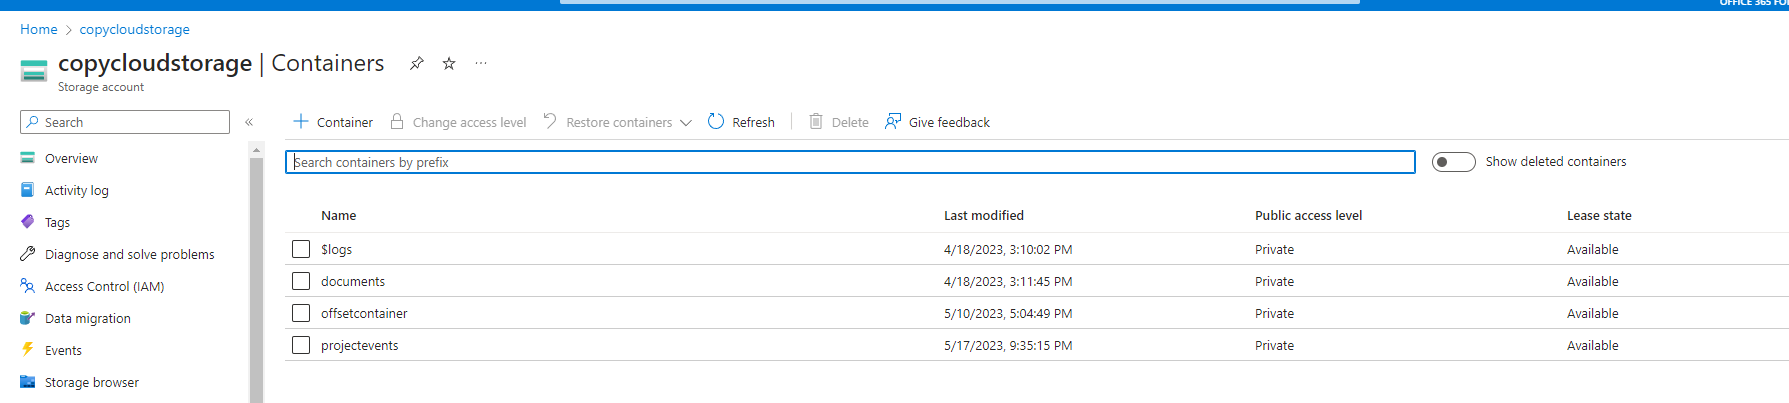 OFFICE 365 FO
Home > copycloudstorage
copycloudstorage | Containers
Storage account
Search
Container Change access level Restore containers Refresh Delete Give feedback
Search containers by prefix
Show deleted containers
Overview
Activity log
Tags
Diagnose and solve problems
Access Control (IAM)
Data migration
Events
Storage browser
Name Last modified Public access level Lease state
$logs 4/18/2023, 3:10:02 PM Private Available
documents 4/18/2023, 3:11:45 PM Private Available
offsetcontainer 5/10/2023, 5:04:49 PM Private Available
projectevents 5/17/2023, 9:35:15 PM Private Available